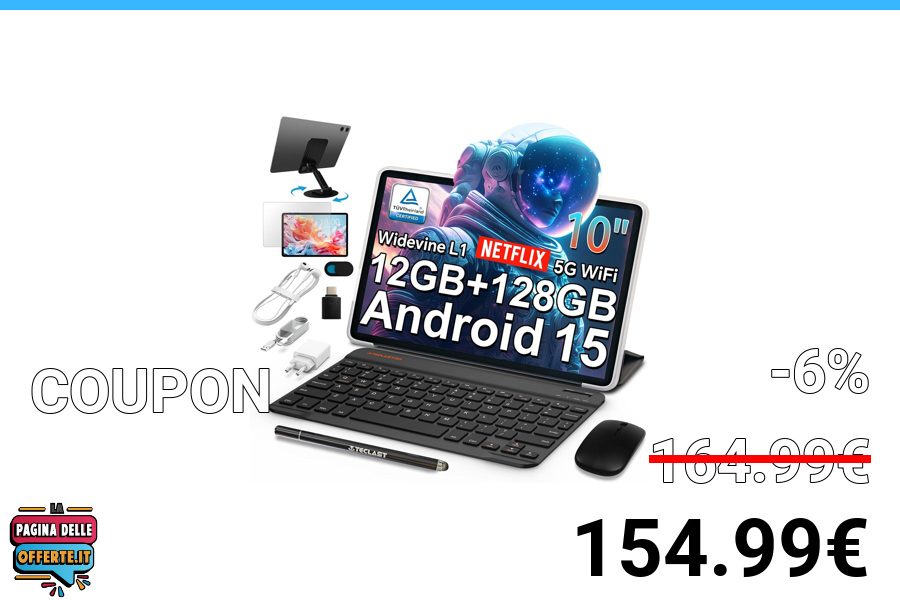 TÜVRheinland
CERTIFIED
10"
Widevine L1
NETFLIX
5G WiFi
12GB+128GB
Android 15
COUPON
TECLAST
-6%
164.99€
154.99€
LA
PAGINA DELLE
OFFERTE.IT